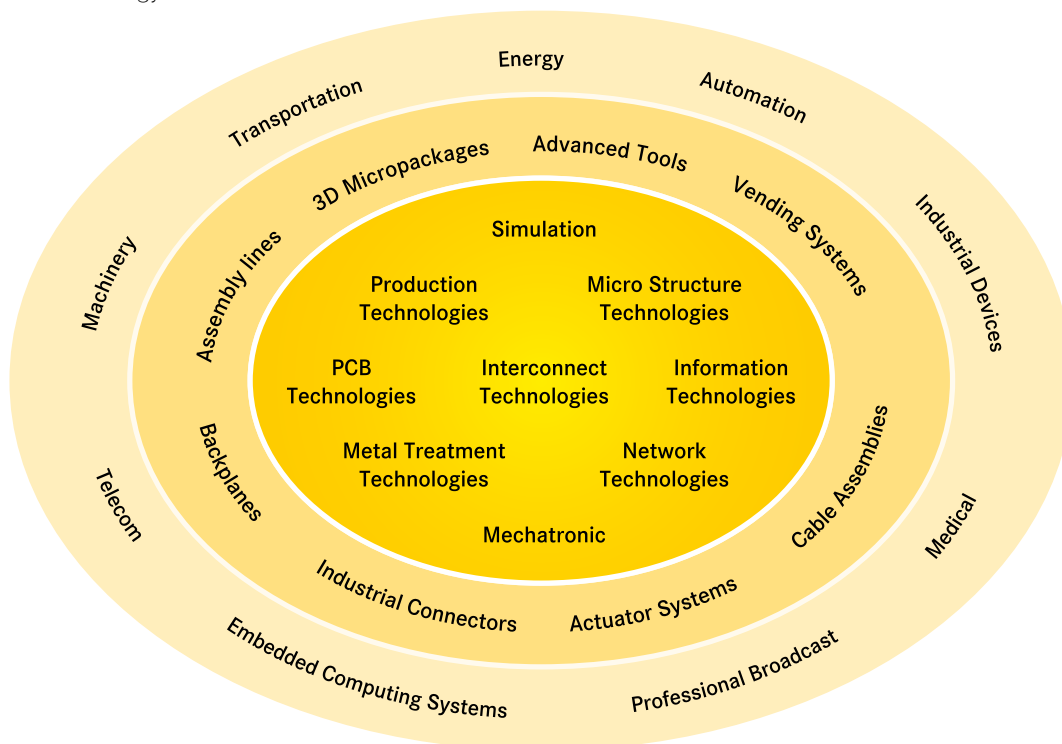 Energy
Transportation
Automation
Machinery
Industrial Devices
Telecom
Medical
Embedded Computing Systems
Professional Broadcast
3D Micropackages
Advanced Tools
Vending Systems
Assembly lines
Backplanes
Cable Assemblies
Industrial Connectors
Actuator Systems
Simulation
Production
Technologies
Micro Structure
Technologies
PCB
Technologies
Interconnect
Technologies
Information
Technologies
Metal Treatment
Technologies
Network
Technologies
Mechatronic